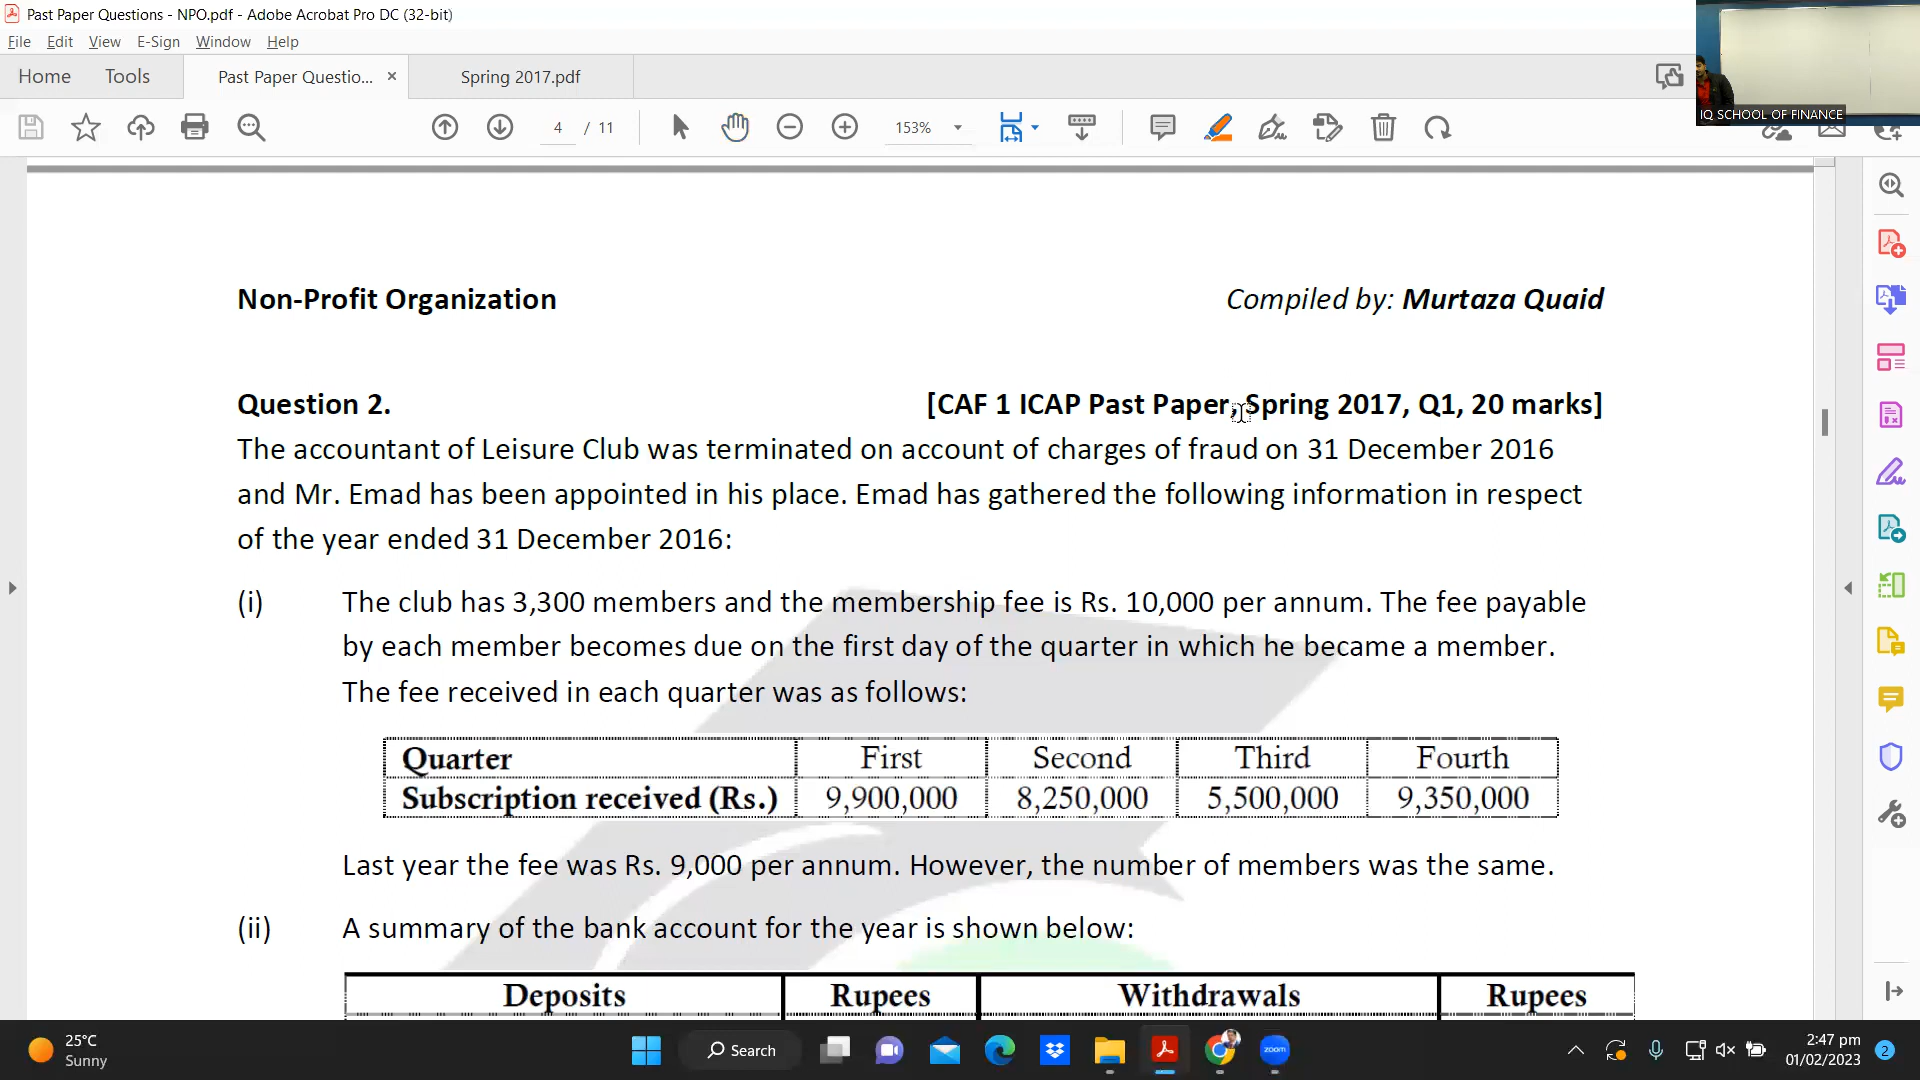 Past Paper Questions - NPO.pdf - Adobe Acrobat Pro DC (32-bit)
File Edit View E-Sign Window Help
Home Tools Past Paper Questio... Spring 2017.pdf
4 / 11 153%
IQ SCHOOL OF FINANCE
Non-Profit Organization Compiled by: Murtaza Quaid
Question 2. [CAF 1 ICAP Past Paper, Spring 2017, Q1, 20 marks]
The accountant of Leisure Club was terminated on account of charges of fraud on 31 December 2016
and Mr. Emad has been appointed in his place. Emad has gathered the following information in respect
of the year ended 31 December 2016:
(i) The club has 3,300 members and the membership fee is Rs. 10,000 per annum. The fee payable
by each member becomes due on the first day of the quarter in which he became a member.
The fee received in each quarter was as follows:
Quarter First Second Third Fourth
Subscription received (Rs.) 9,900,000 8,250,000 5,500,000 9,350,000
Last year the fee was Rs. 9,000 per annum. However, the number of members was the same.
(ii) A summary of the bank account for the year is shown below:
Deposits Rupees Withdrawals Rupees
25°C
Sunny
Search
zoom
2:47 pm
01/02/2023
2